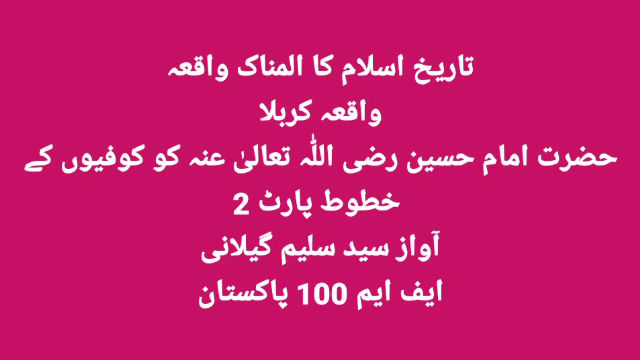 تاریخ اسلام کا المناک واقعہ
واقعہ کربلا
حضرت امام حسین رضی اللہ تعالیٰ عنہ کو کوفیوں کے
خطوط پارٹ 2
آواز سید سلیم گیلانی
ایف ایم 100 پاکستان